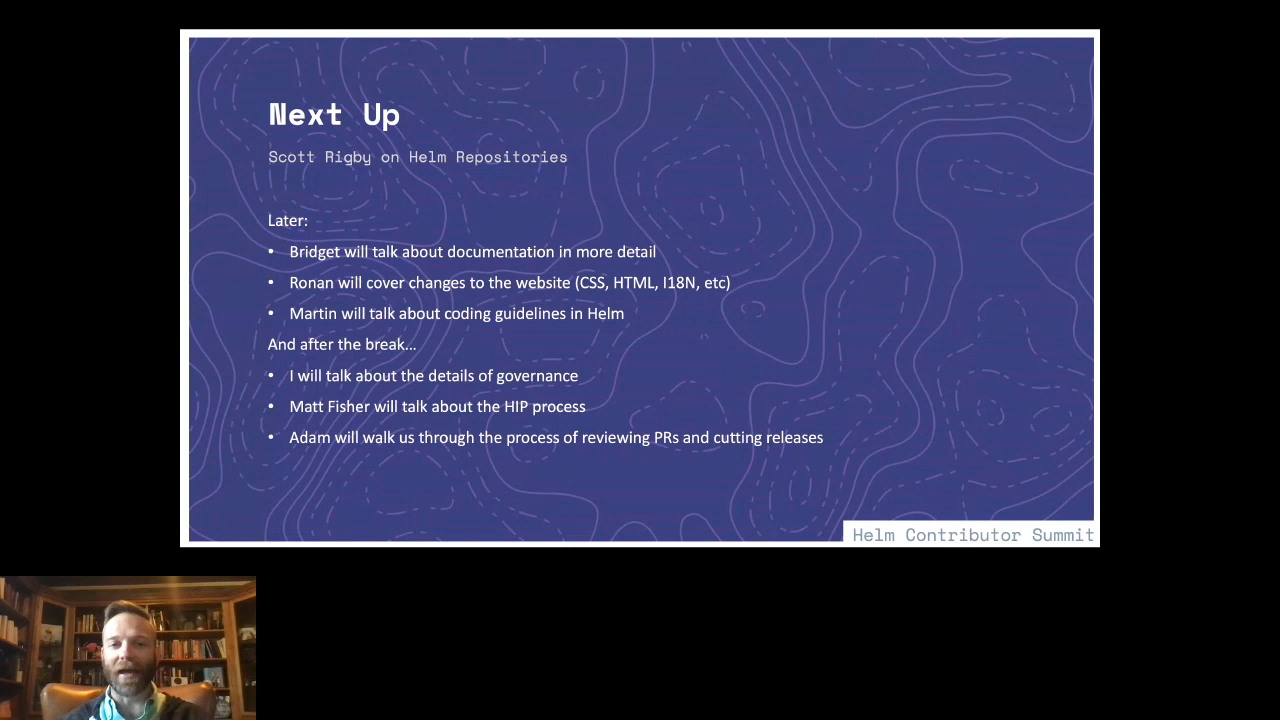 Next Up
Scott Rigby on Helm Repositories
Later:
• Bridget will talk about documentation in more detail
• Ronan will cover changes to the website (CSS, HTML, I18N, etc)
• Martin will talk about coding guidelines in Helm
And after the break…
• I will talk about the details of governance
• Matt Fisher will talk about the HIP process
• Adam will walk us through the process of reviewing PRs and cutting releases
Helm Contributor Summit